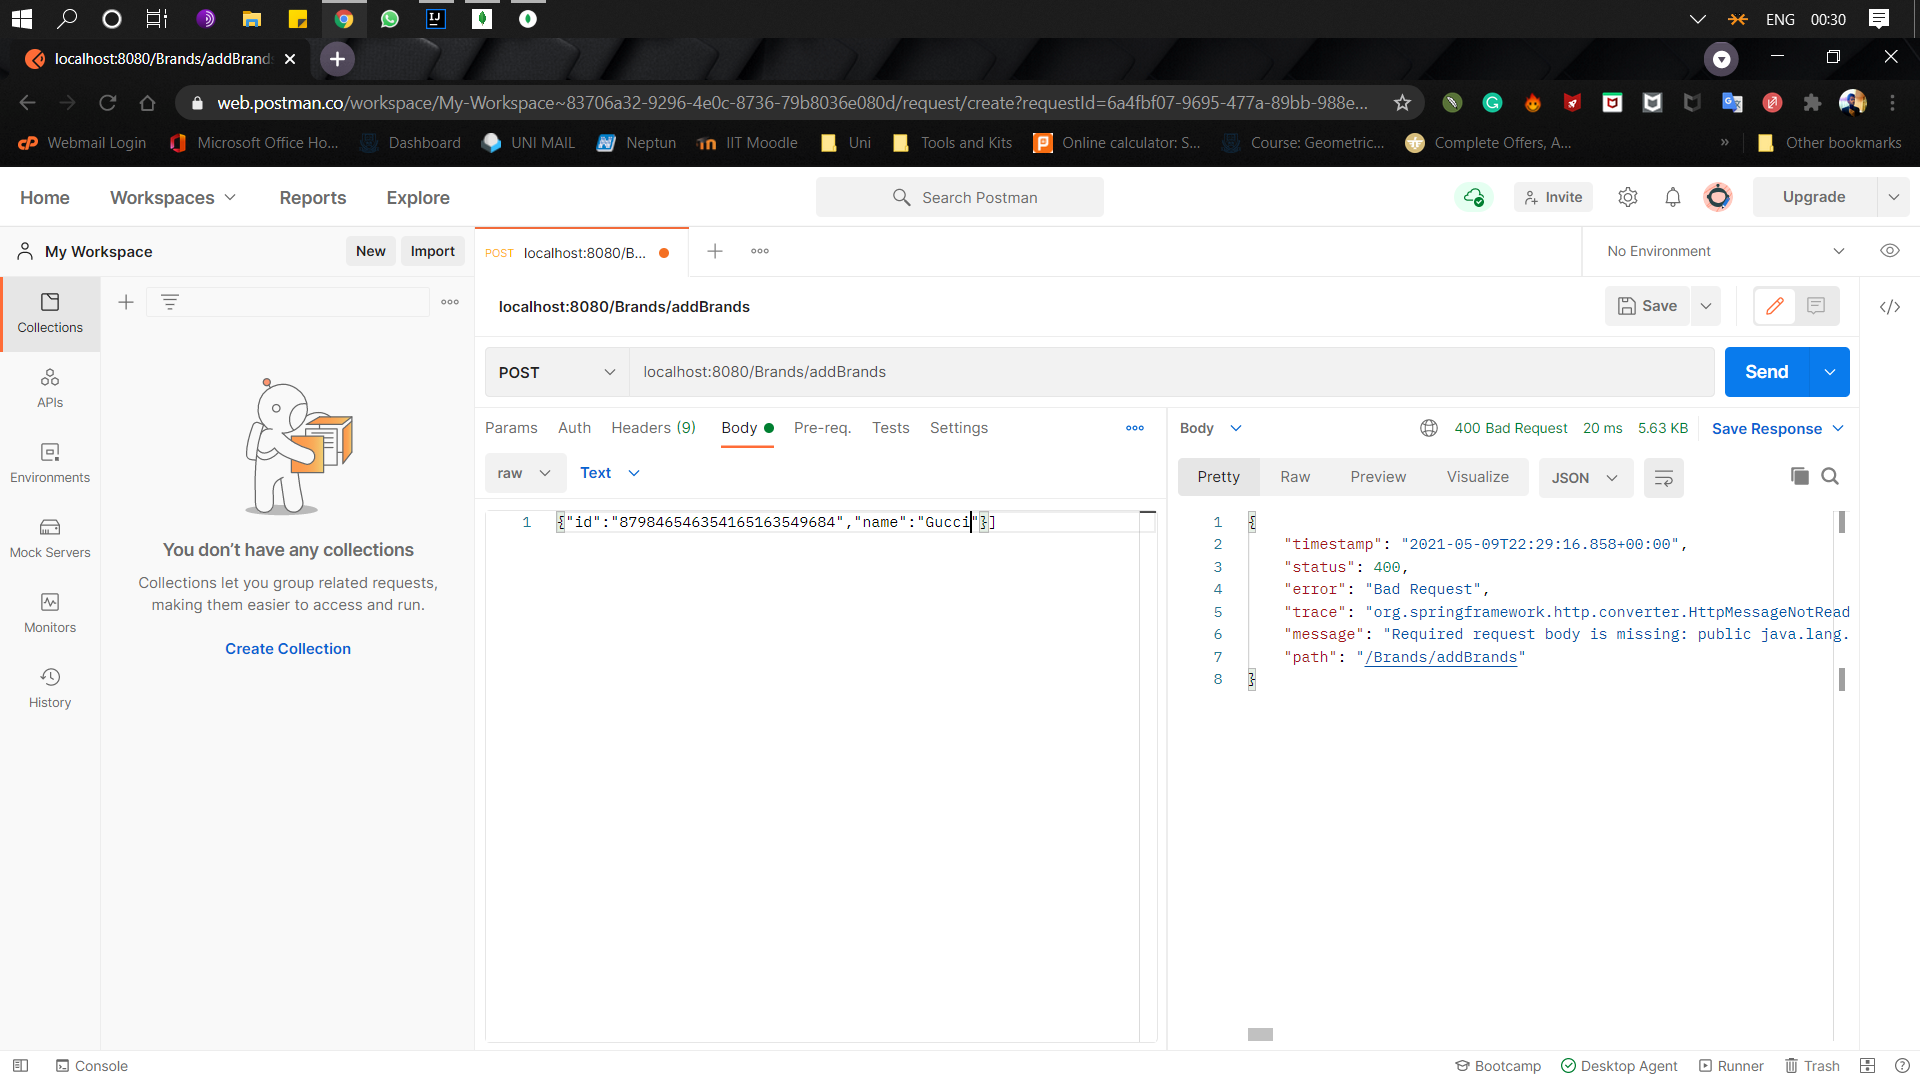 ENG 00:30
localhost:8080/Brands/addBrand
web.postman.co/workspace/My-Workspace~83706a32-9296-4e0c-8736-79b8036e080d/request/create?requestId=6a4fbf07-9695-477a-89bb-988e...
Webmail Login Microsoft Office Ho... Dashboard UNI MAIL Neptun IIT Moodle Uni Tools and Kits Online calculator: S... Course: Geometric... Complete Offers, A... » Other bookmarks
Home Workspaces Reports Explore Search Postman Invite Upgrade
My Workspace New Import POST localhost:8080/B... No Environment
Collections
localhost:8080/Brands/addBrands Save
APIs
POST localhost:8080/Brands/addBrands Send
Environments
Params Auth Headers (9) Body Pre-req. Tests Settings
Body 400 Bad Request 20 ms 5.63 KB Save Response
raw Text
Pretty Raw Preview Visualize JSON
1 {"id":"879846546354165163549684","name":"Gucci"}]
1 {
2 "timestamp": "2021-05-09T22:29:16.858+00:00",
3 "status": 400,
4 "error": "Bad Request",
5 "trace": "org.springframework.http.converter.HttpMessageNotRead
6 "message": "Required request body is missing: public java.lang.
7 "path": "/Brands/addBrands"
8 }
Mock Servers
Monitors
History
You don’t have any collections
Collections let you group related requests,
making them easier to access and run.
Create Collection
Console Bootcamp Desktop Agent Runner Trash